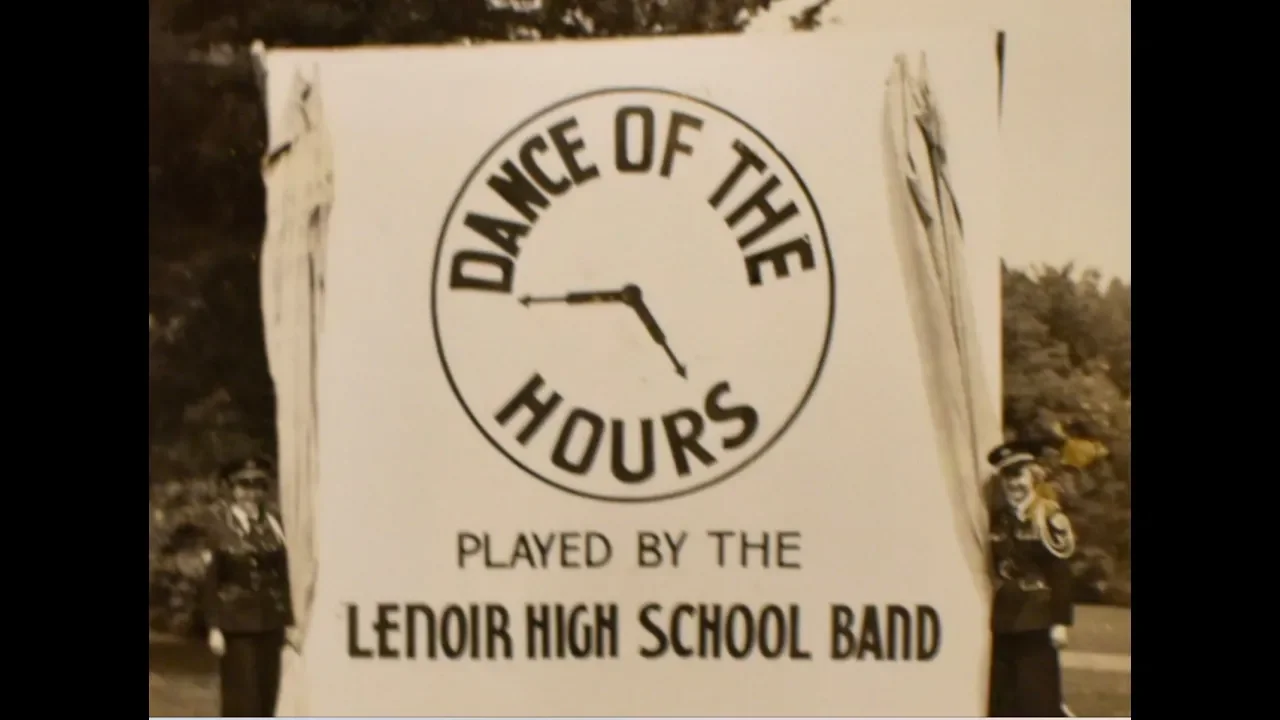 DANCE OF THE
HOURS
PLAYED BY THE
LENOIR HIGH SCHOOL BAND